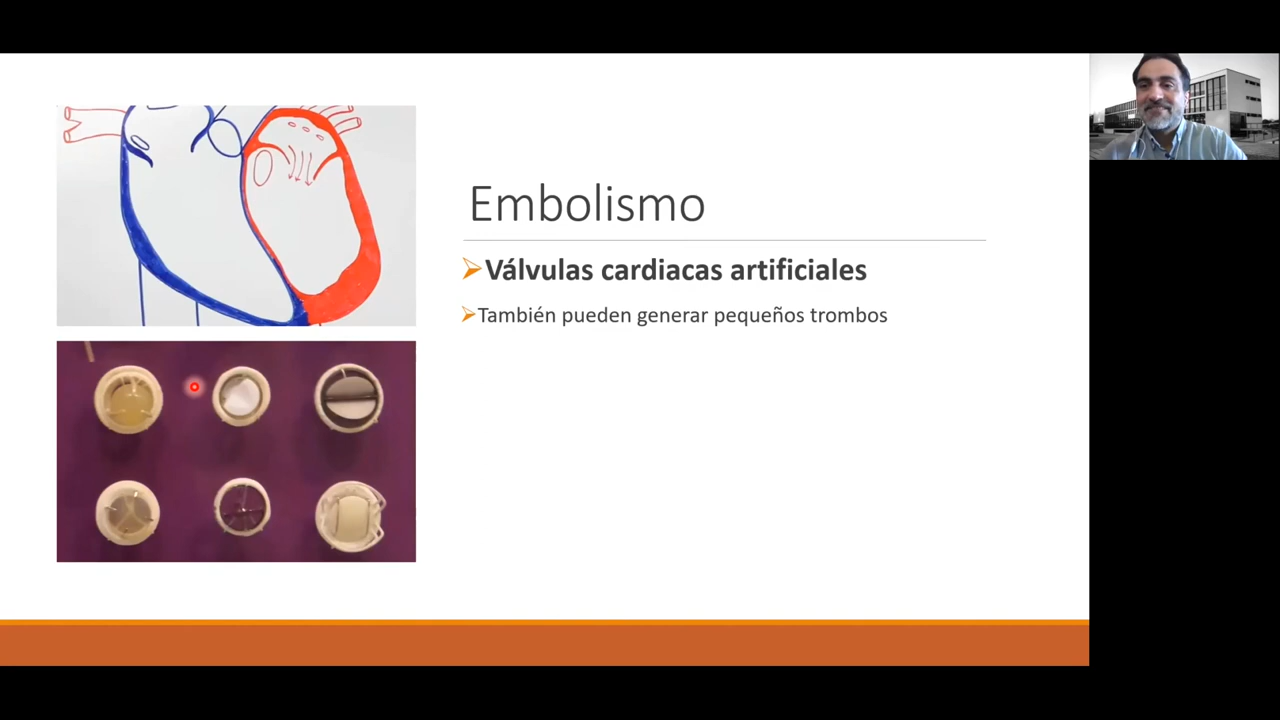 Embolismo
Válvulas cardiacas artificiales
También pueden generar pequeños trombos